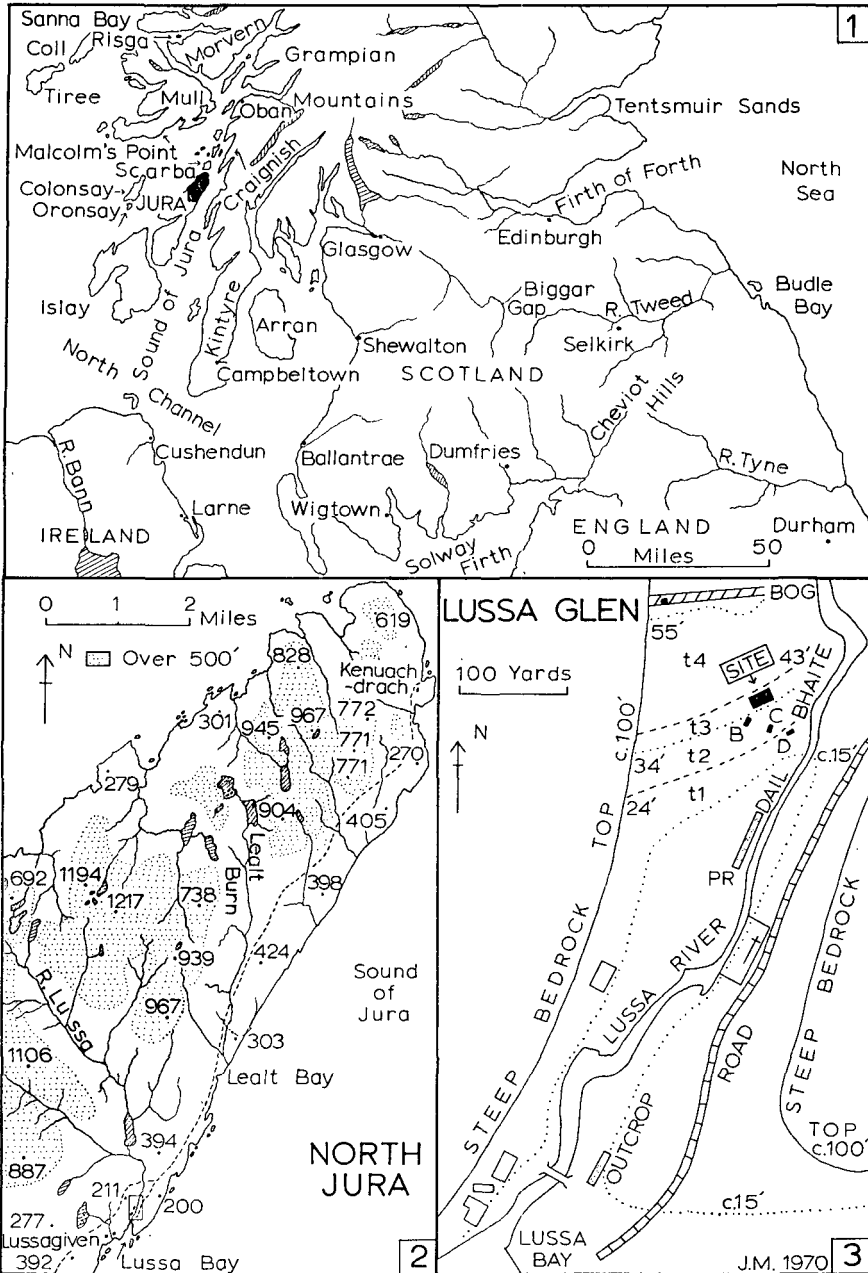 1
Sanna Bay
Risga
Coll
Morvern
Grampian
Tiree
Mull
Oban
Mountains
Tentsmuir Sands
Malcolm's Point
Scarba
Craignish
North
Sea
Colonsay
Oronsay
JURA
Firth of Forth
Edinburgh
Glasgow
Sound of Jura
Kintyre
Islay
Arran
Biggar
Gap
R. Tweed
Budle
Bay
Selkirk
Shewalton
North Channel
Campbeltown
SCOTLAND
Cheviot
Hills
R. Bann
Cushendun
Ballantrae
Dumfries
R. Tyne
Larne
Wigtown
IRELAND
Solway
Firth
ENGLAND
Durham
0 50
Miles
0 1 2
Miles
N
Over 500'
619
828
Kenuach
-drach
301
945
967
772
771
270
771
279
904
405
Lealt
Burn
692
1194
1217
738
398
939
424
R. Lussa
967
Sound
of
Jura
303
1106
Lealt Bay
394
NORTH
JURA
887
211
200
277
Lussagiven
392
Lussa Bay
2
LUSSA GLEN
BOG
55'
t4
SITE
43'
100 Yards
BHAITE
c.100'
t3
B
C
D
N
34'
t2
c.15'
24'
t1
DAIL
TOP
PR
BEDROCK
STEEP
RIVER
LUSSA
ROAD
BEDROCK
STEEP
OUTCROP
TOP
c.100'
c.15'
LUSSA
BAY
J.M. 1970
3